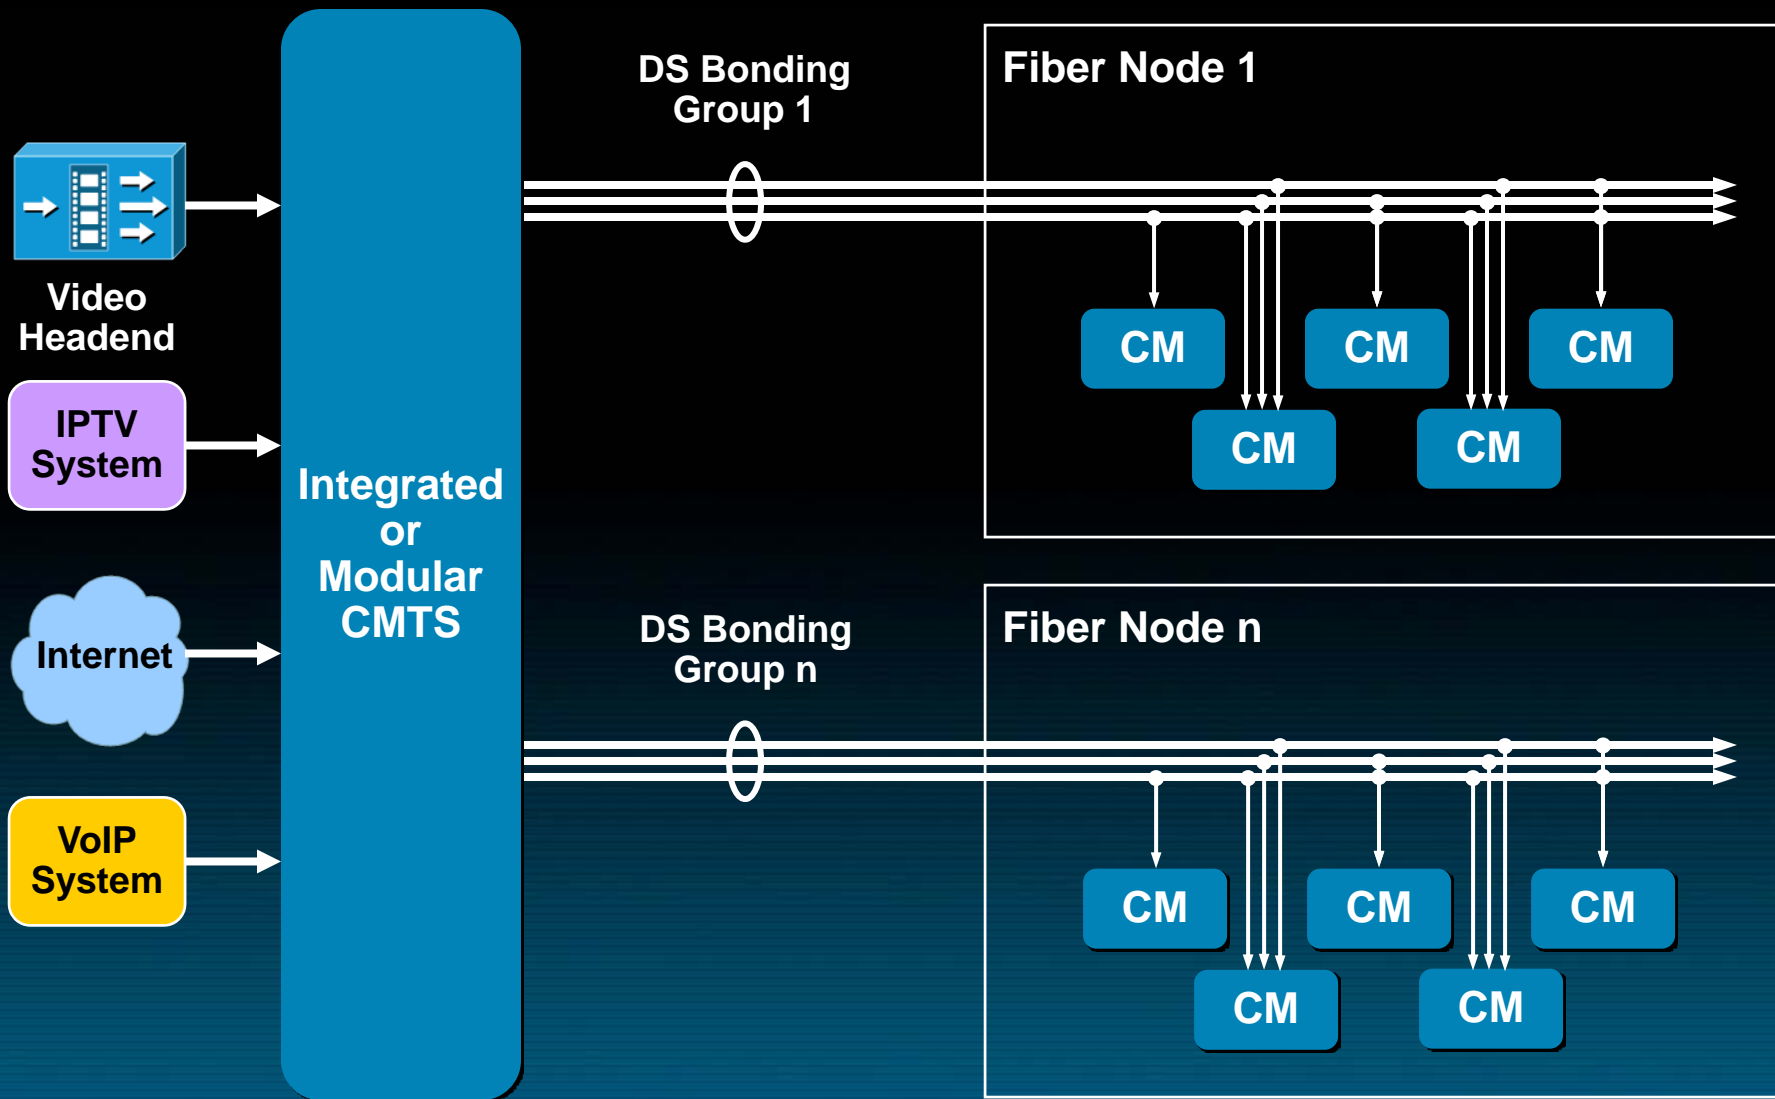 Video
Headend
IPTV
System
Internet
VoIP
System
Integrated
or
Modular
CMTS
DS Bonding
Group 1
Fiber Node 1
CM
CM
CM
CM
CM
DS Bonding
Group n
Fiber Node n
CM
CM
CM
CM
CM